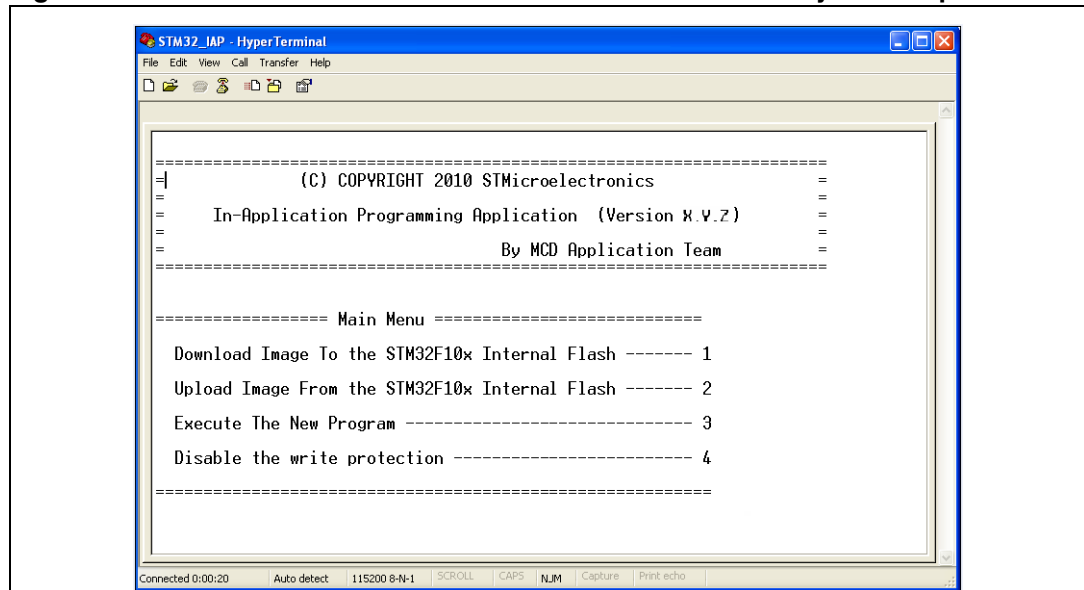 STM32_IAP - HyperTerminal
File Edit View Call Transfer Help
======================================================================
=| (C) COPYRIGHT 2010 STMicroelectronics =
= =
= In-Application Programming Application (Version X.Y.Z) =
= =
= By MCD Application Team =
======================================================================
================== Main Menu ============================
Download Image To the STM32F10x Internal Flash ------- 1
Upload Image From the STM32F10x Internal Flash ------- 2
Execute The New Program ------------------------------ 3
Disable the write protection ------------------------- 4
==========================================================
Connected 0:00:20 Auto detect 115200 8-N-1 SCROLL CAPS NUM Capture Print echo